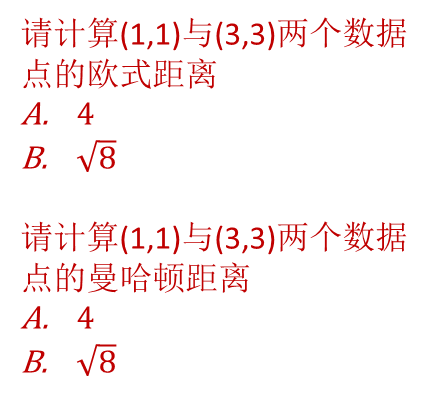 请计算(1,1)与(3,3)两个数据
点的欧式距离
A. 4
B. √8
请计算(1,1)与(3,3)两个数据
点的曼哈顿距离
A. 4
B. √8